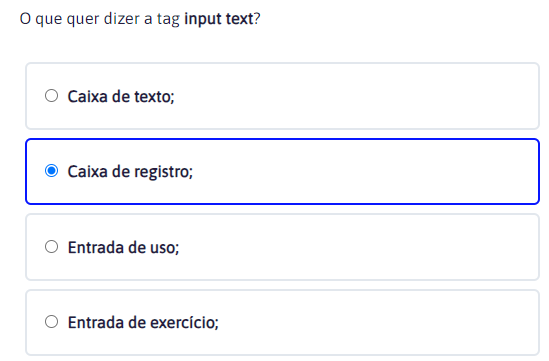 O que quer dizer a tag input text?
Caixa de texto;
Caixa de registro;
Entrada de uso;
Entrada de exercício;